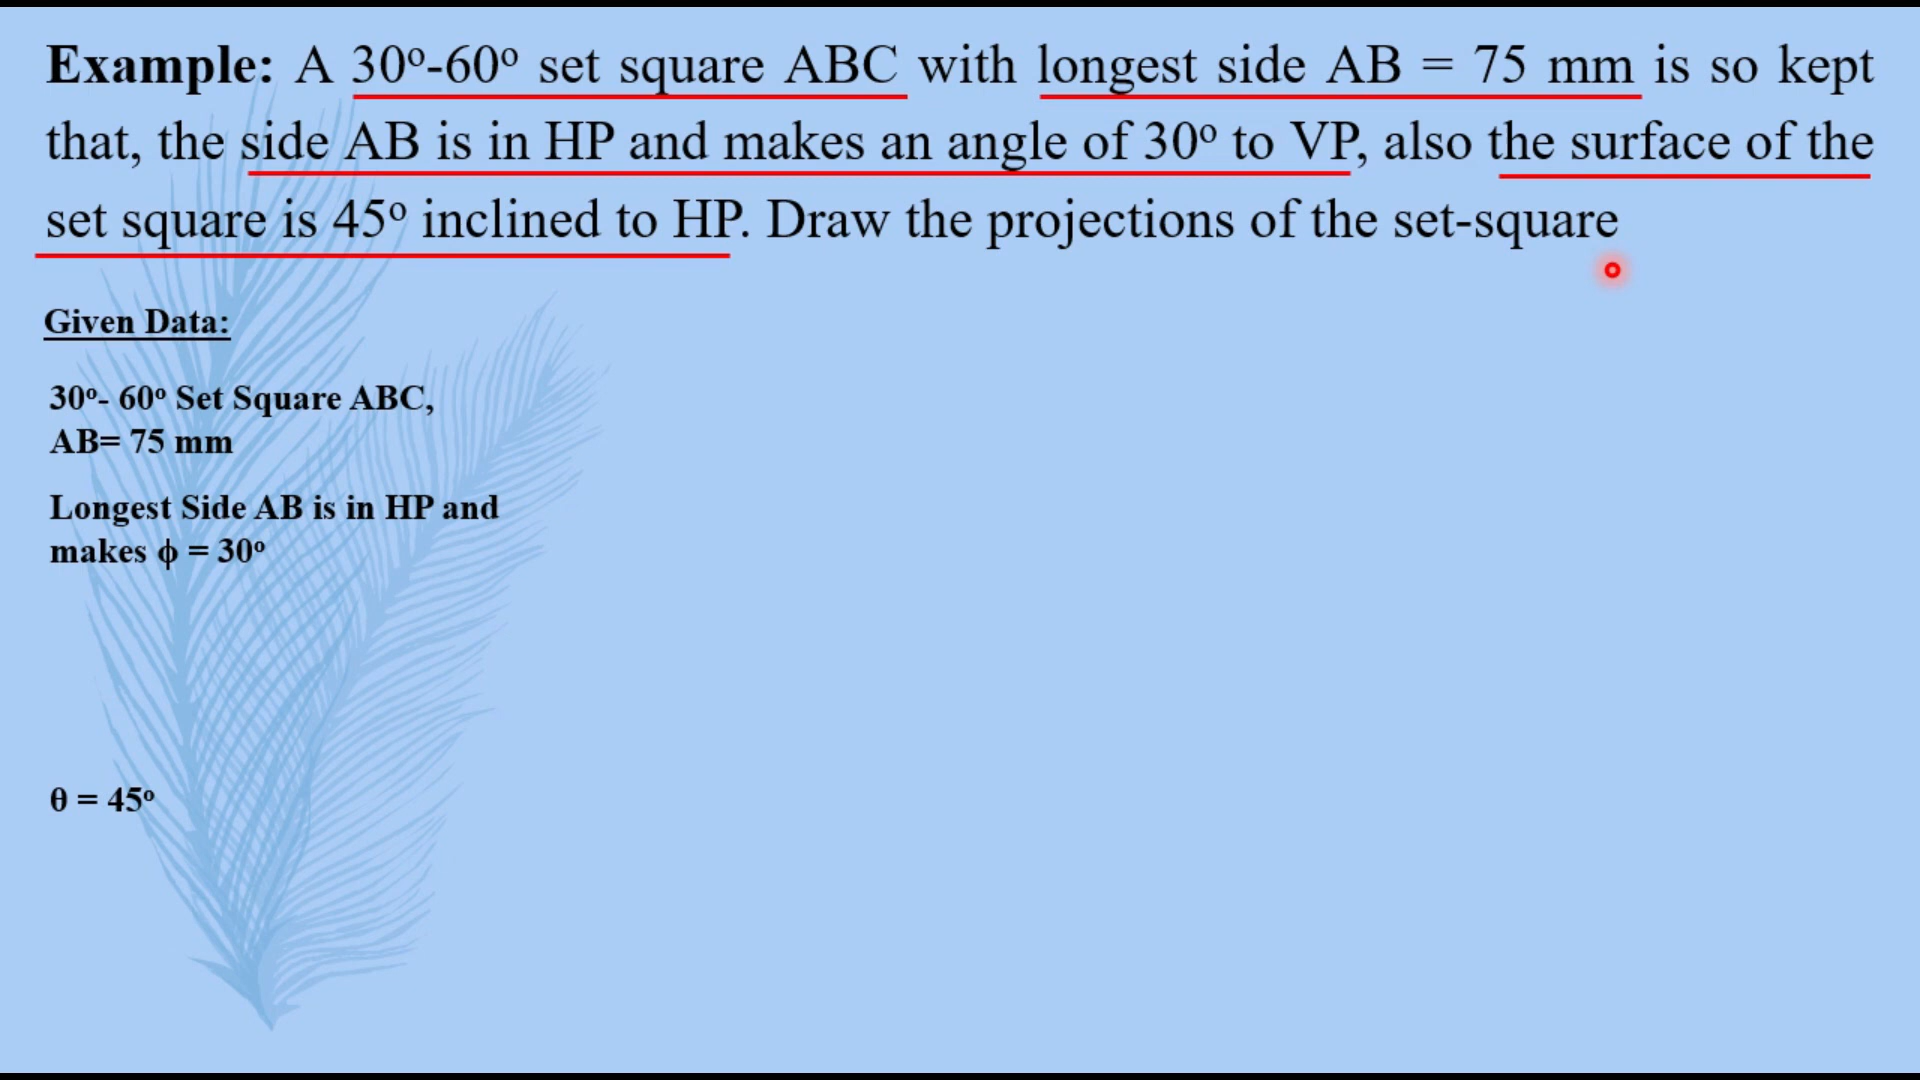 Example: A 30º-60º set square ABC with longest side AB = 75 mm is so kept
that, the side AB is in HP and makes an angle of 30º to VP, also the surface of the
set square is 45º inclined to HP. Draw the projections of the set-square
Given Data:
30º- 60º Set Square ABC,
AB= 75 mm
Longest Side AB is in HP and
makes ϕ = 30º
θ = 45º